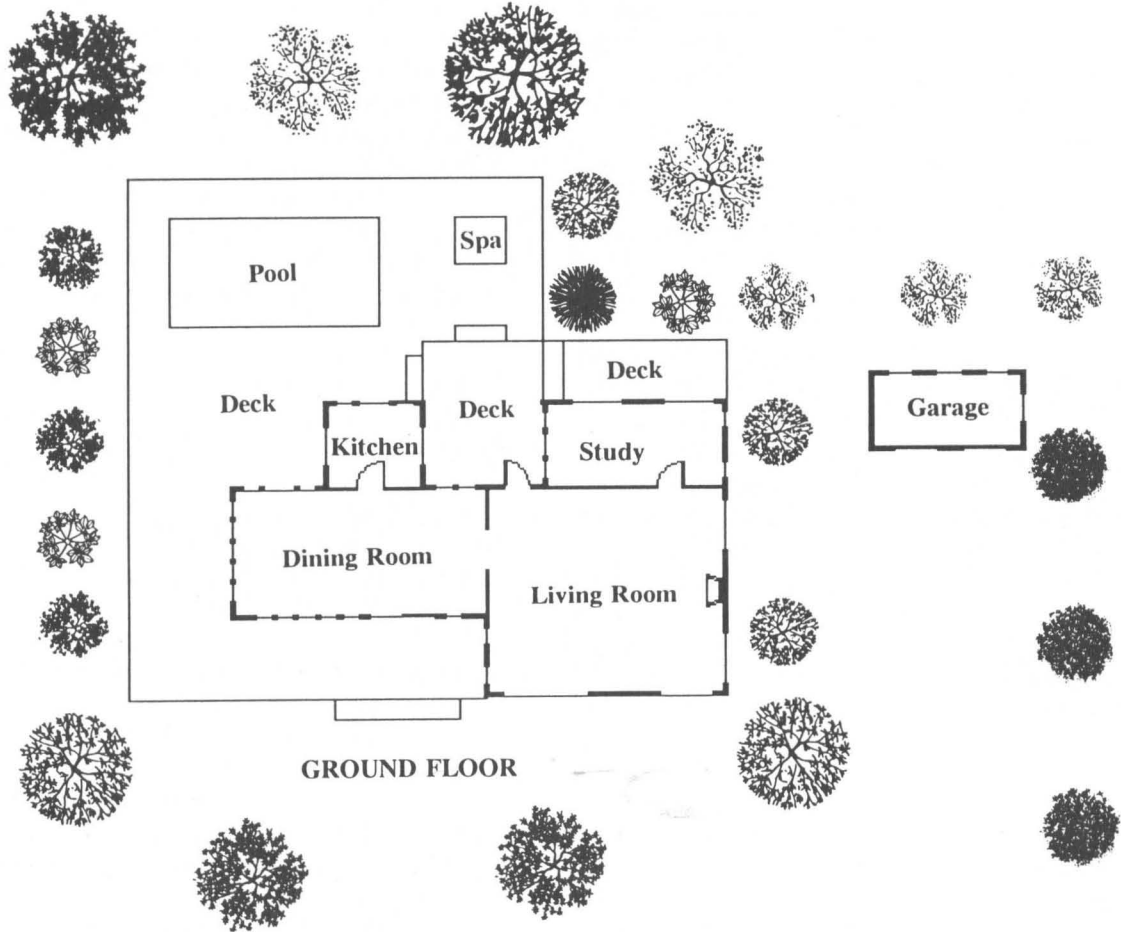 Spa
Pool
Deck
Deck
Deck
Garage
Kitchen
Study
Dining Room
Living Room
GROUND FLOOR